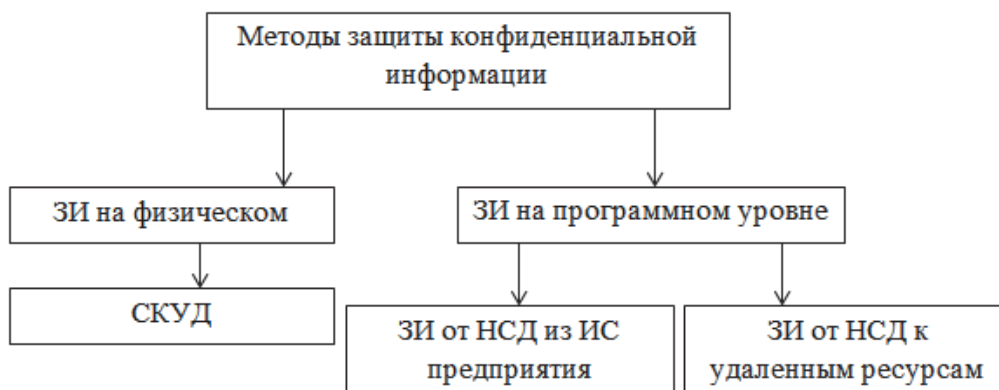 Методы защиты конфиденциальной
информации
ЗИ на физическом
ЗИ на программном уровне
СКУД
ЗИ от НСД из ИС
предприятия
ЗИ от НСД к
удаленным ресурсам